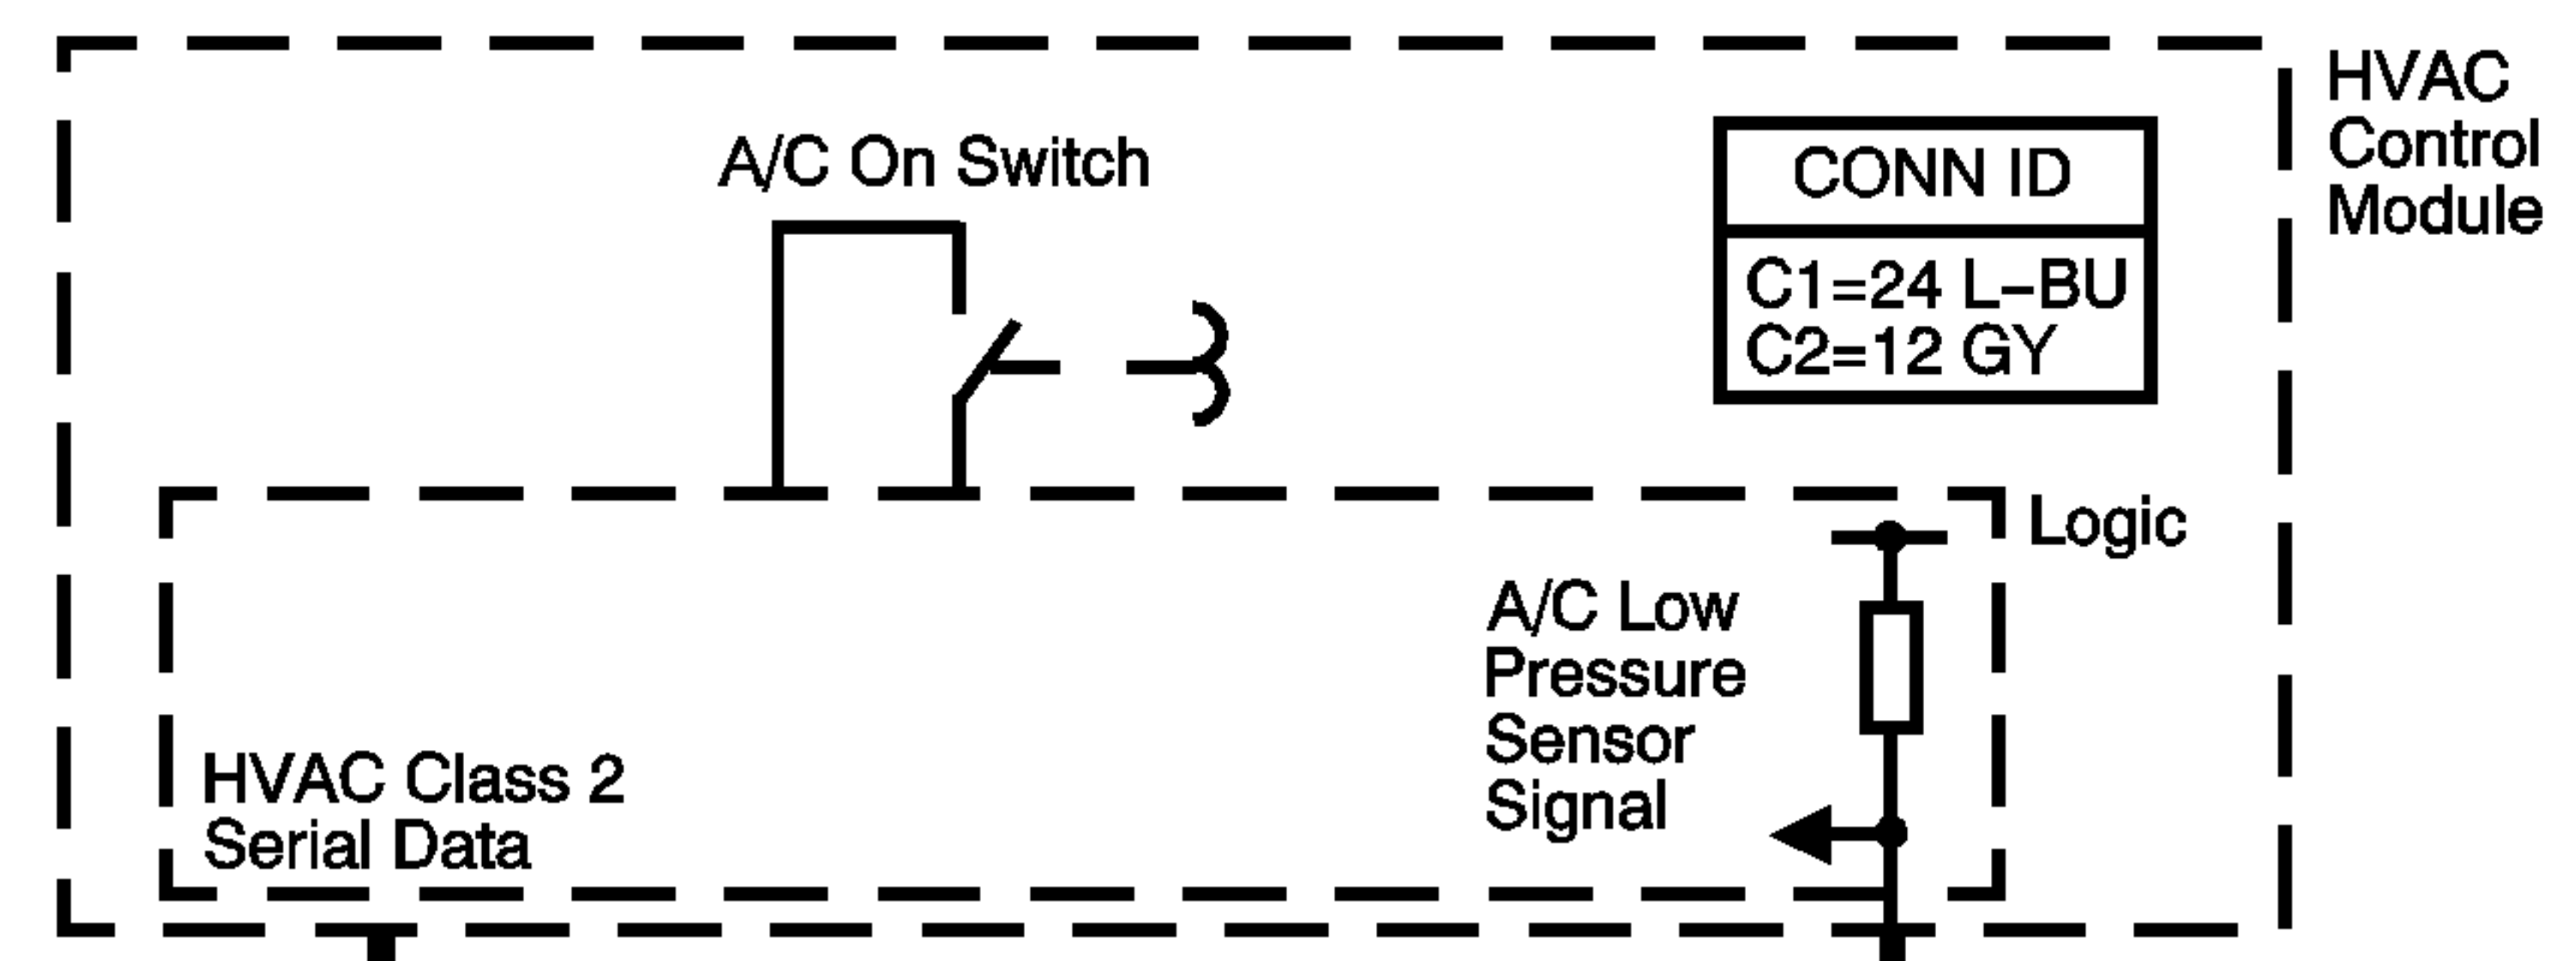 HVAC
Control
Module
A/C On Switch
CONN ID
C1=24 L-BU
C2=12 GY
Logic
A/C Low
Pressure
Sensor
Signal
HVAC Class 2
Serial Data